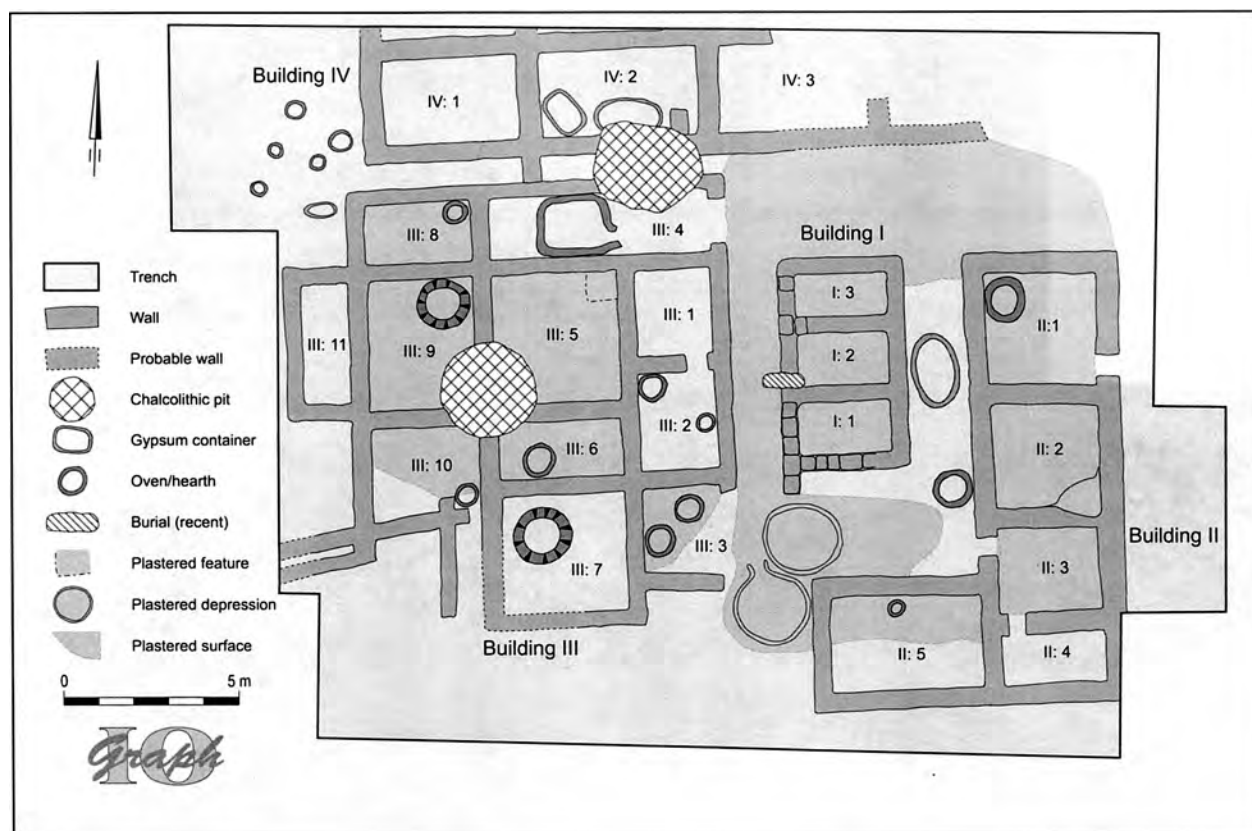 Building IV
IV: 1
IV: 2
IV: 3
III: 8
III: 4
Building I
III: 11
III: 9
III: 5
III: 1
I: 3
I: 2
I: 1
II:1
III: 10
III: 6
III: 2
II: 2
III: 7
III: 3
II: 3
Building II
II: 5
II: 4
Building III
Trench
Wall
Probable wall
Chalcolithic pit
Gypsum container
Oven/hearth
Burial (recent)
Plastered feature
Plastered depression
Plastered surface
0 5 m
IO
Graph